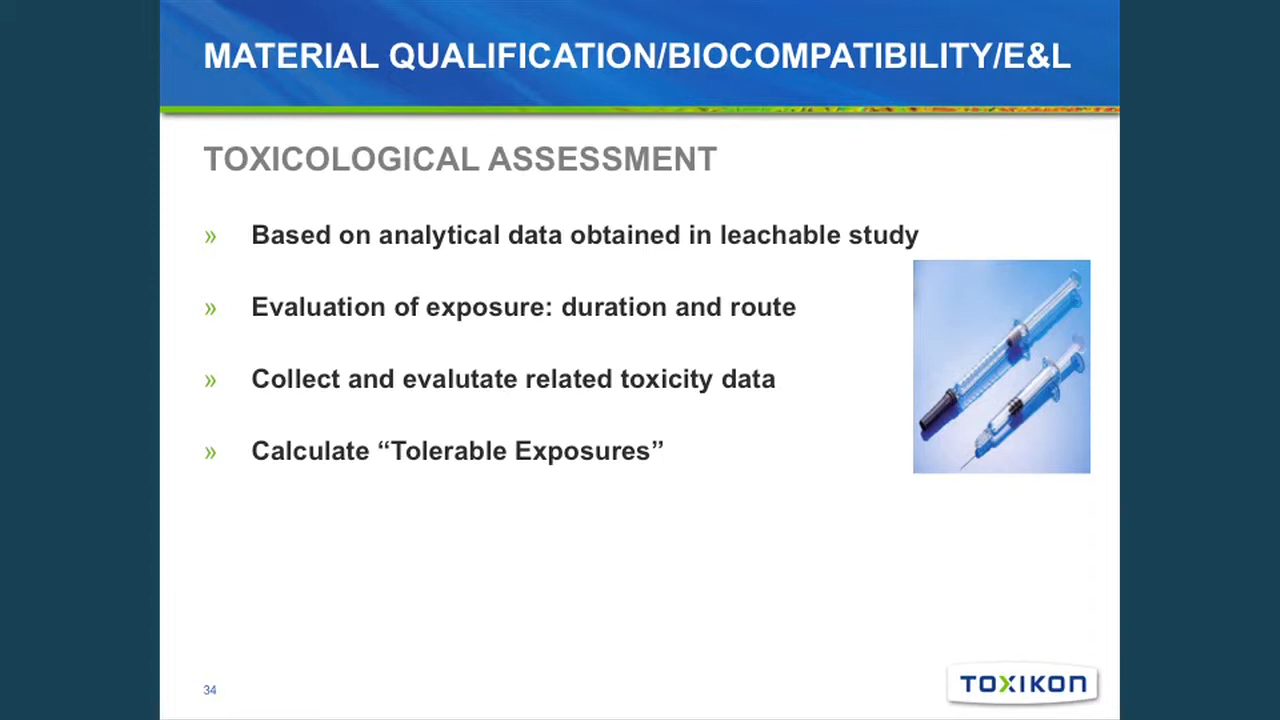 MATERIAL QUALIFICATION/BIOCOMPATIBILITY/E&L
TOXICOLOGICAL ASSESSMENT
» Based on analytical data obtained in leachable study
» Evaluation of exposure: duration and route
» Collect and evalutate related toxicity data
» Calculate “Tolerable Exposures”
34
TOXIKON